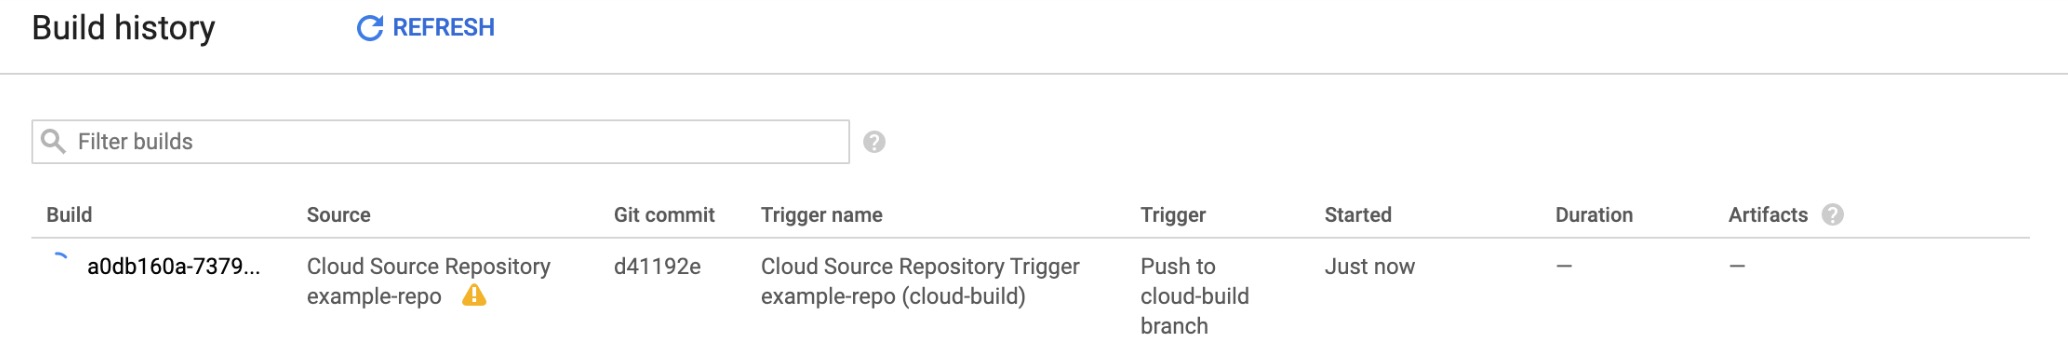 Build history
REFRESH
Filter builds
?
Build Source Git commit Trigger name Trigger Started Duration Artifacts ?
a0db160a-7379... Cloud Source Repository d41192e Cloud Source Repository Trigger Push to Just now — —
example-repo example-repo (cloud-build) cloud-build
branch